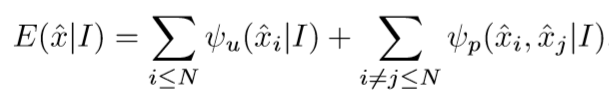 E(x̂|I) = ∑_{i≤N} ψ_u(x̂_i|I) + ∑_{i≠j≤N} ψ_p(x̂_i, x̂_j|I)